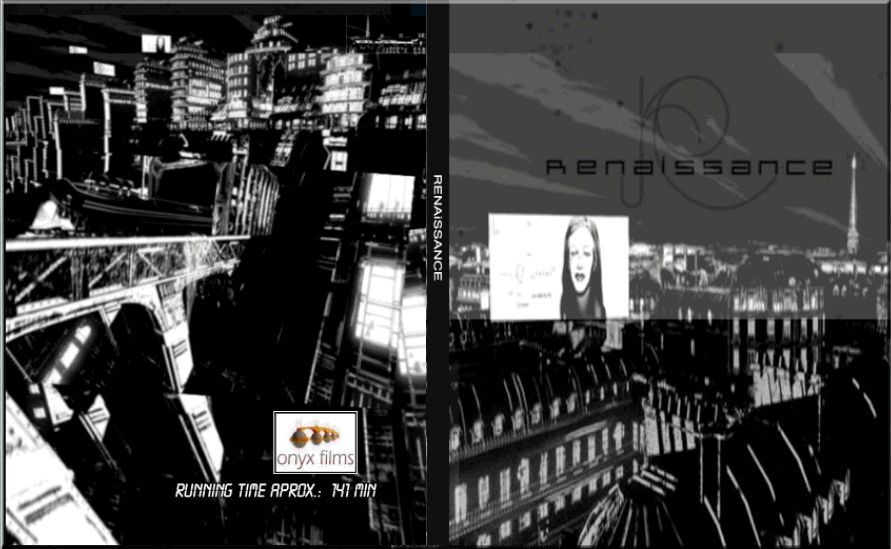 onyx films
RUNNING TIME APROX.: 141 MIN
RENAiSSANCE
Renaissance